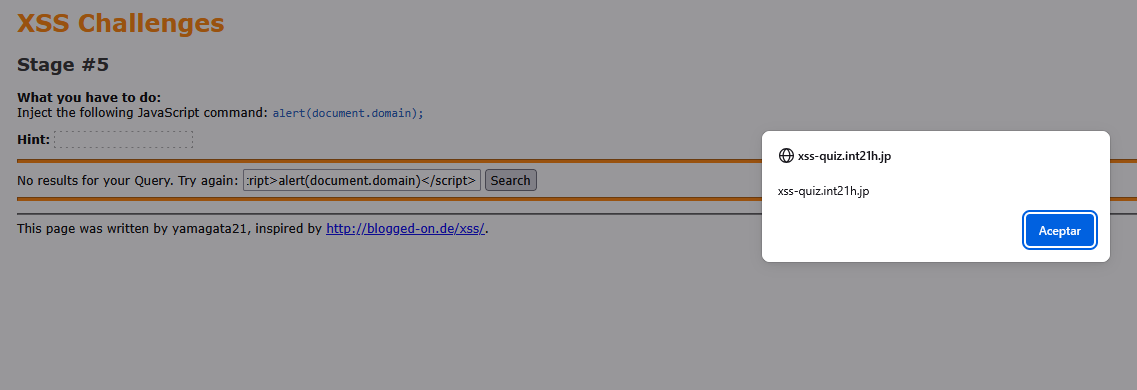 XSS Challenges
Stage #5
What you have to do:
Inject the following JavaScript command: alert(document.domain);
Hint:
No results for your Query. Try again: :ript>alert(document.domain)</script> Search
This page was written by yamagata21, inspired by http://blogged-on.de/xss/.
xss-quiz.int21h.jp
xss-quiz.int21h.jp
Aceptar